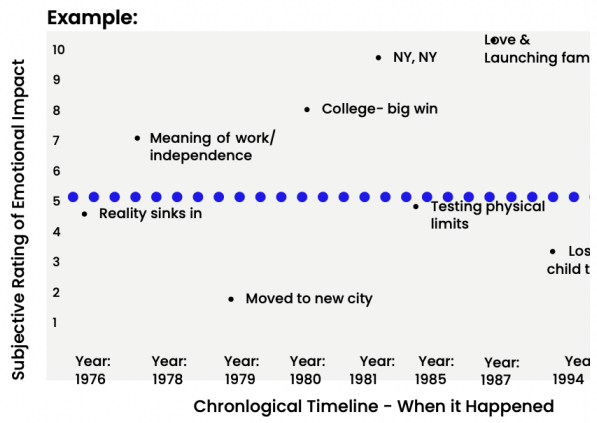 Example:
Subjective Rating of Emotional Impact
10
9
8
7
6
5
4
3
2
1
Love &
Launching fam
NY, NY
College- big win
Meaning of work/
independence
Testing physical
limits
Reality sinks in
Los
child t
Moved to new city
Year: Year: Year: Year: Year: Year: Year: Yea
1976 1978 1979 1980 1981 1985 1987 1994
Chronlogical Timeline - When it Happened